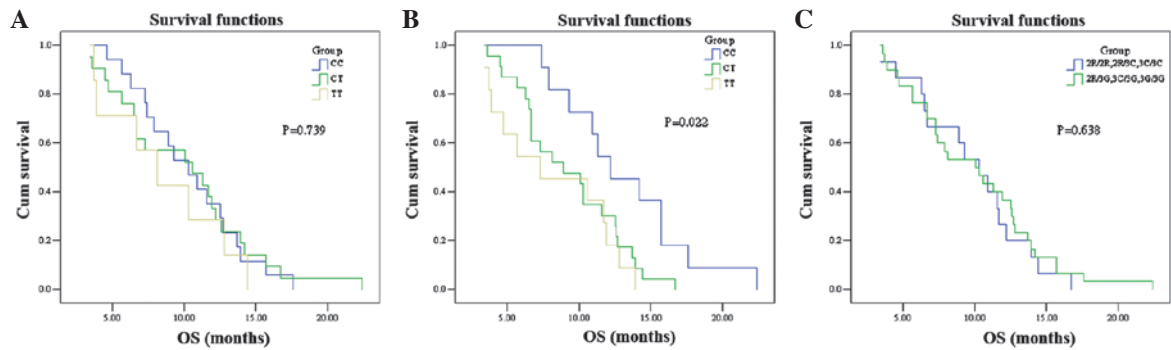 A
Survival functions
Cum survival
1.0
0.8
0.6
0.4
0.2
0.0
Group
CC
CT
TT
P=0.739
5.00 10.00 15.00 20.00
OS (months)
B
Survival functions
Cum survival
1.0
0.8
0.6
0.4
0.2
0.0
Group
CC
CT
TT
P=0.022
5.00 10.00 15.00 20.00
OS (months)
C
Survival functions
Cum survival
1.0
0.8
0.6
0.4
0.2
0.0
Group
2R/2R,2R/3C,3C/3C
2R/3G,3C/3G,3G/3G
P=0.638
5.00 10.00 15.00 20.00
OS (months)